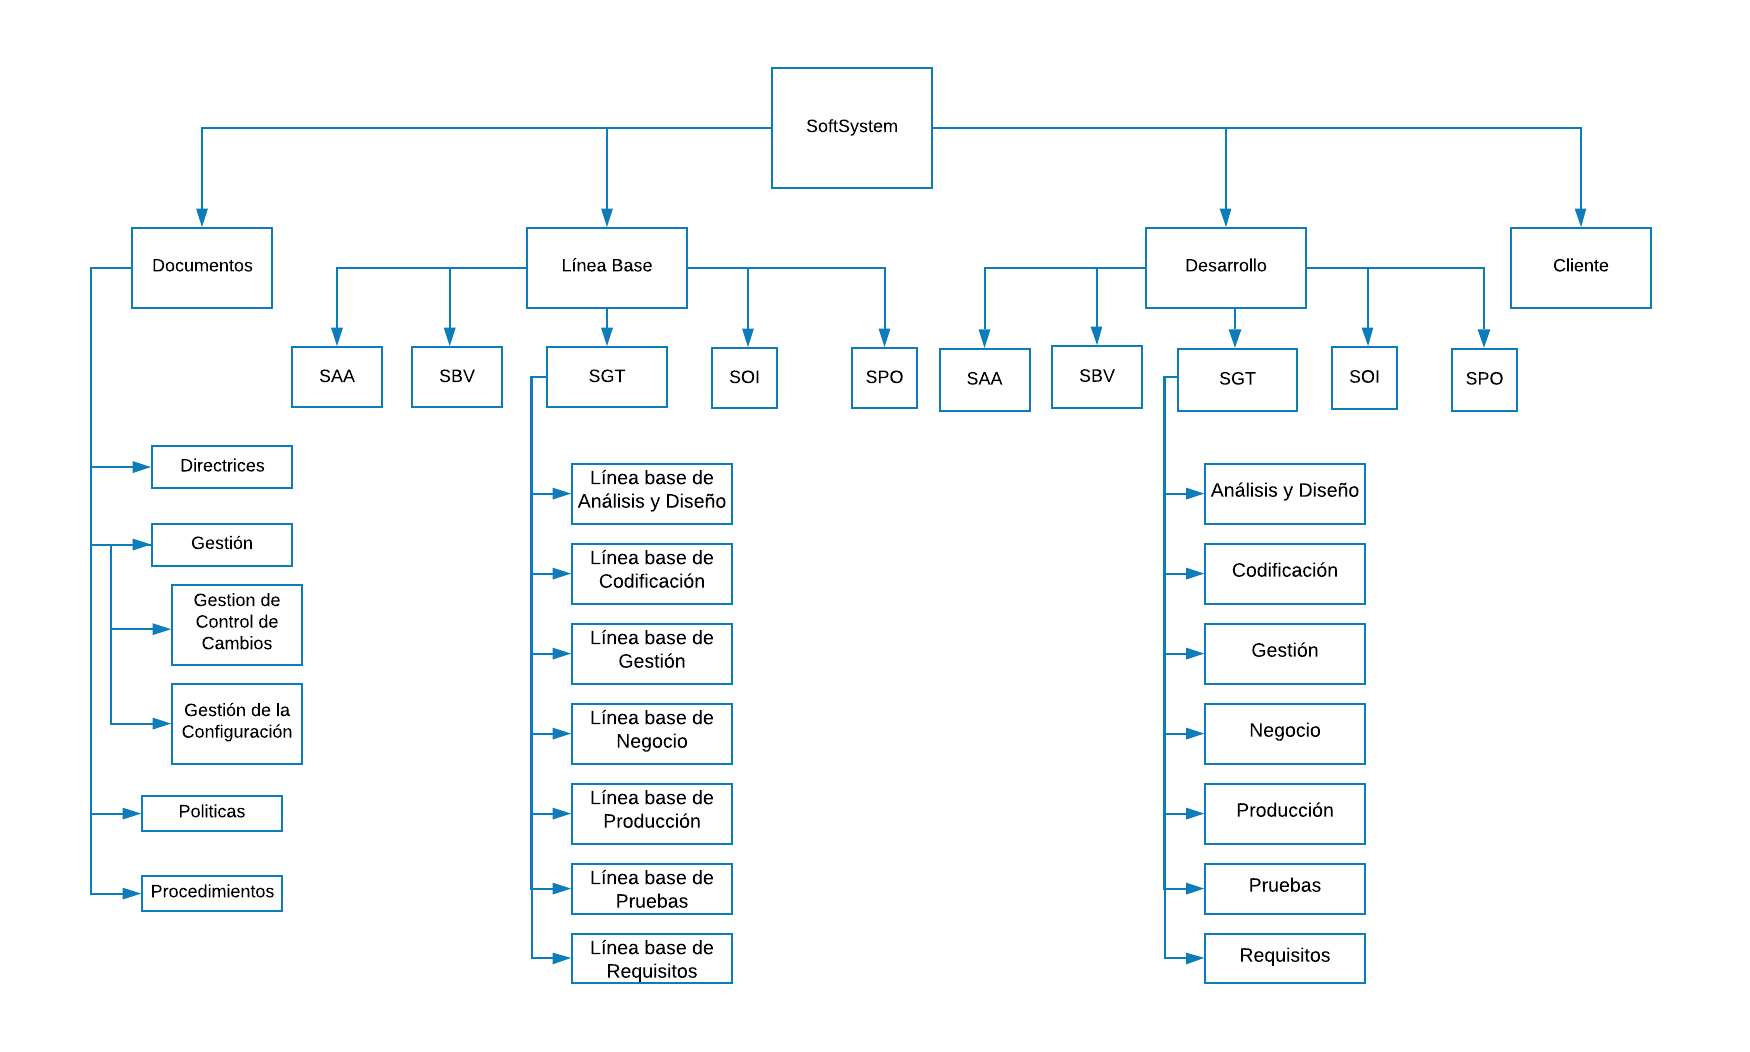 SoftSystem
Documentos
Línea Base
Desarrollo
Cliente
SAA
SBV
SGT
SOI
SPO
SAA
SBV
SGT
SOI
SPO
Directrices
Gestión
Gestion de
Control de
Cambios
Gestión de la
Configuración
Politicas
Procedimientos
Línea base de
Análisis y Diseño
Línea base de
Codificación
Línea base de
Gestión
Línea base de
Negocio
Línea base de
Producción
Línea base de
Pruebas
Línea base de
Requisitos
Análisis y Diseño
Codificación
Gestión
Negocio
Producción
Pruebas
Requisitos